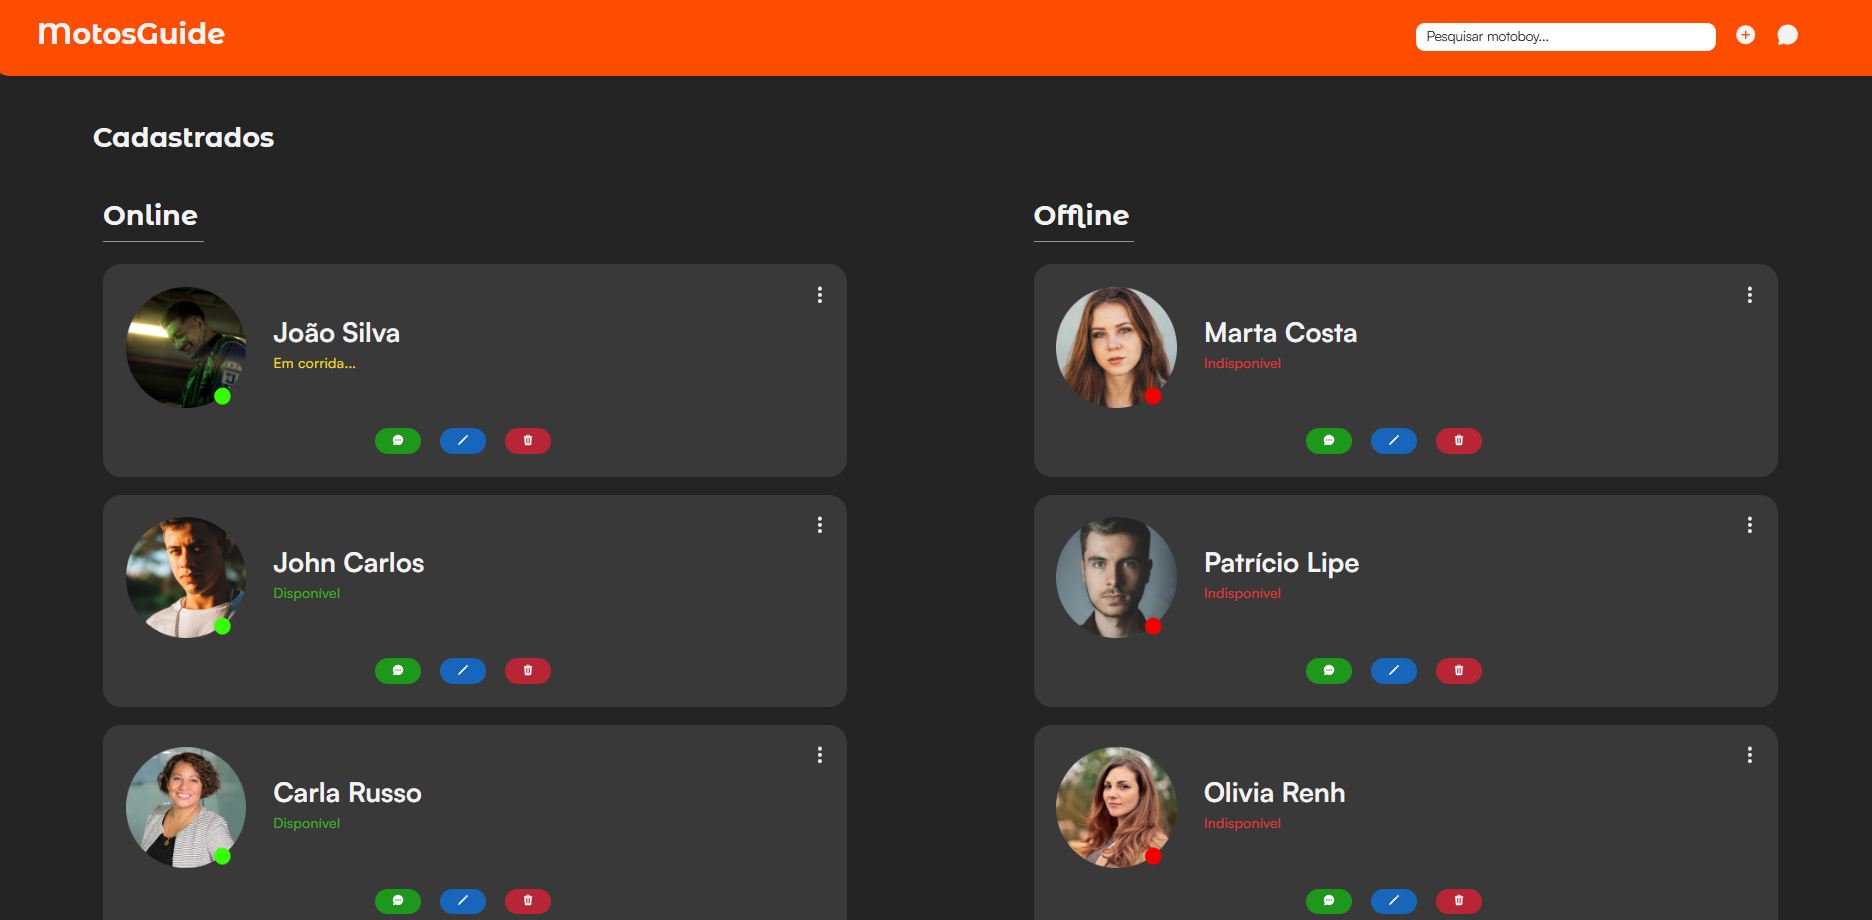 MotosGuide
Pesquisar motoboy...
Cadastrados
Online
João Silva
Em corrida...
John Carlos
Disponível
Carla Russo
Disponível
Offline
Marta Costa
Indisponível
Patrício Lipe
Indisponível
Olivia Renh
Indisponível